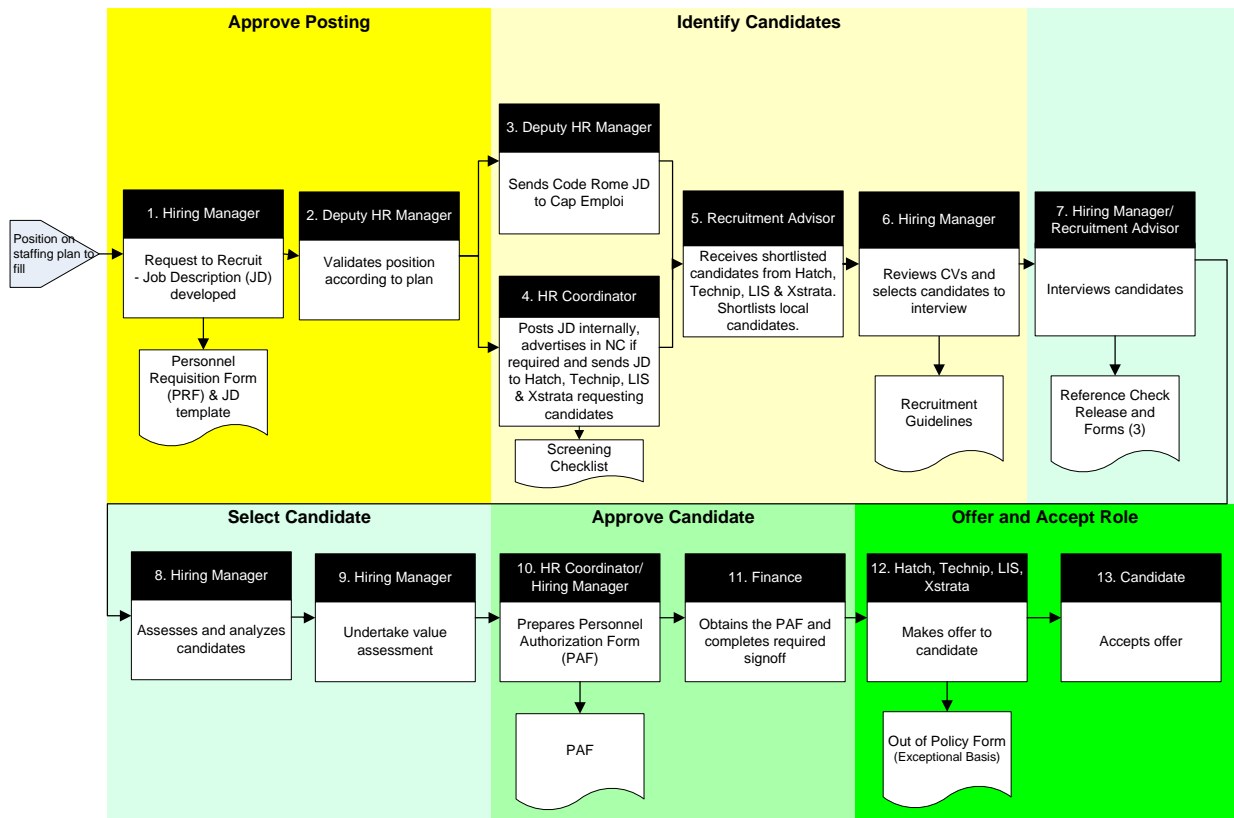 Approve Posting
Identify Candidates
Position on
staffing plan to
fill
1. Hiring Manager
Request to Recruit
- Job Description (JD)
developed
Personnel
Requisition Form
(PRF) & JD
template
2. Deputy HR Manager
Validates position
according to plan
3. Deputy HR Manager
Sends Code Rome JD
to Cap Emploi
4. HR Coordinator
Posts JD internally,
advertises in NC if
required and sends JD
to Hatch, Technip, LIS
& Xstrata requesting
candidates
Screening
Checklist
5. Recruitment Advisor
Receives shortlisted
candidates from Hatch,
Technip, LIS & Xstrata.
Shortlists local
candidates.
6. Hiring Manager
Reviews CVs and
selects candidates to
interview
Recruitment
Guidelines
7. Hiring Manager/
Recruitment Advisor
Interviews candidates
Reference Check
Release and
Forms (3)
Select Candidate
Approve Candidate
Offer and Accept Role
8. Hiring Manager
Assesses and analyzes
candidates
9. Hiring Manager
Undertake value
assessment
10. HR Coordinator/
Hiring Manager
Prepares Personnel
Authorization Form
(PAF)
PAF
11. Finance
Obtains the PAF and
completes required
signoff
12. Hatch, Technip, LIS,
Xstrata
Makes offer to
candidate
Out of Policy Form
(Exceptional Basis)
13. Candidate
Accepts offer